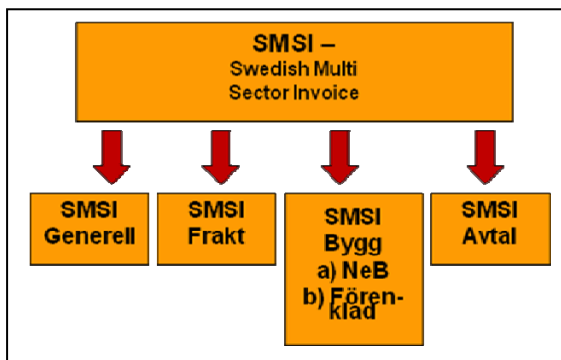 SMSI –
Swedish Multi
Sector Invoice
SMSI
Generell
SMSI
Frakt
SMSI
Bygg
a) NeB
b) Fören-
klad
SMSI
Avtal